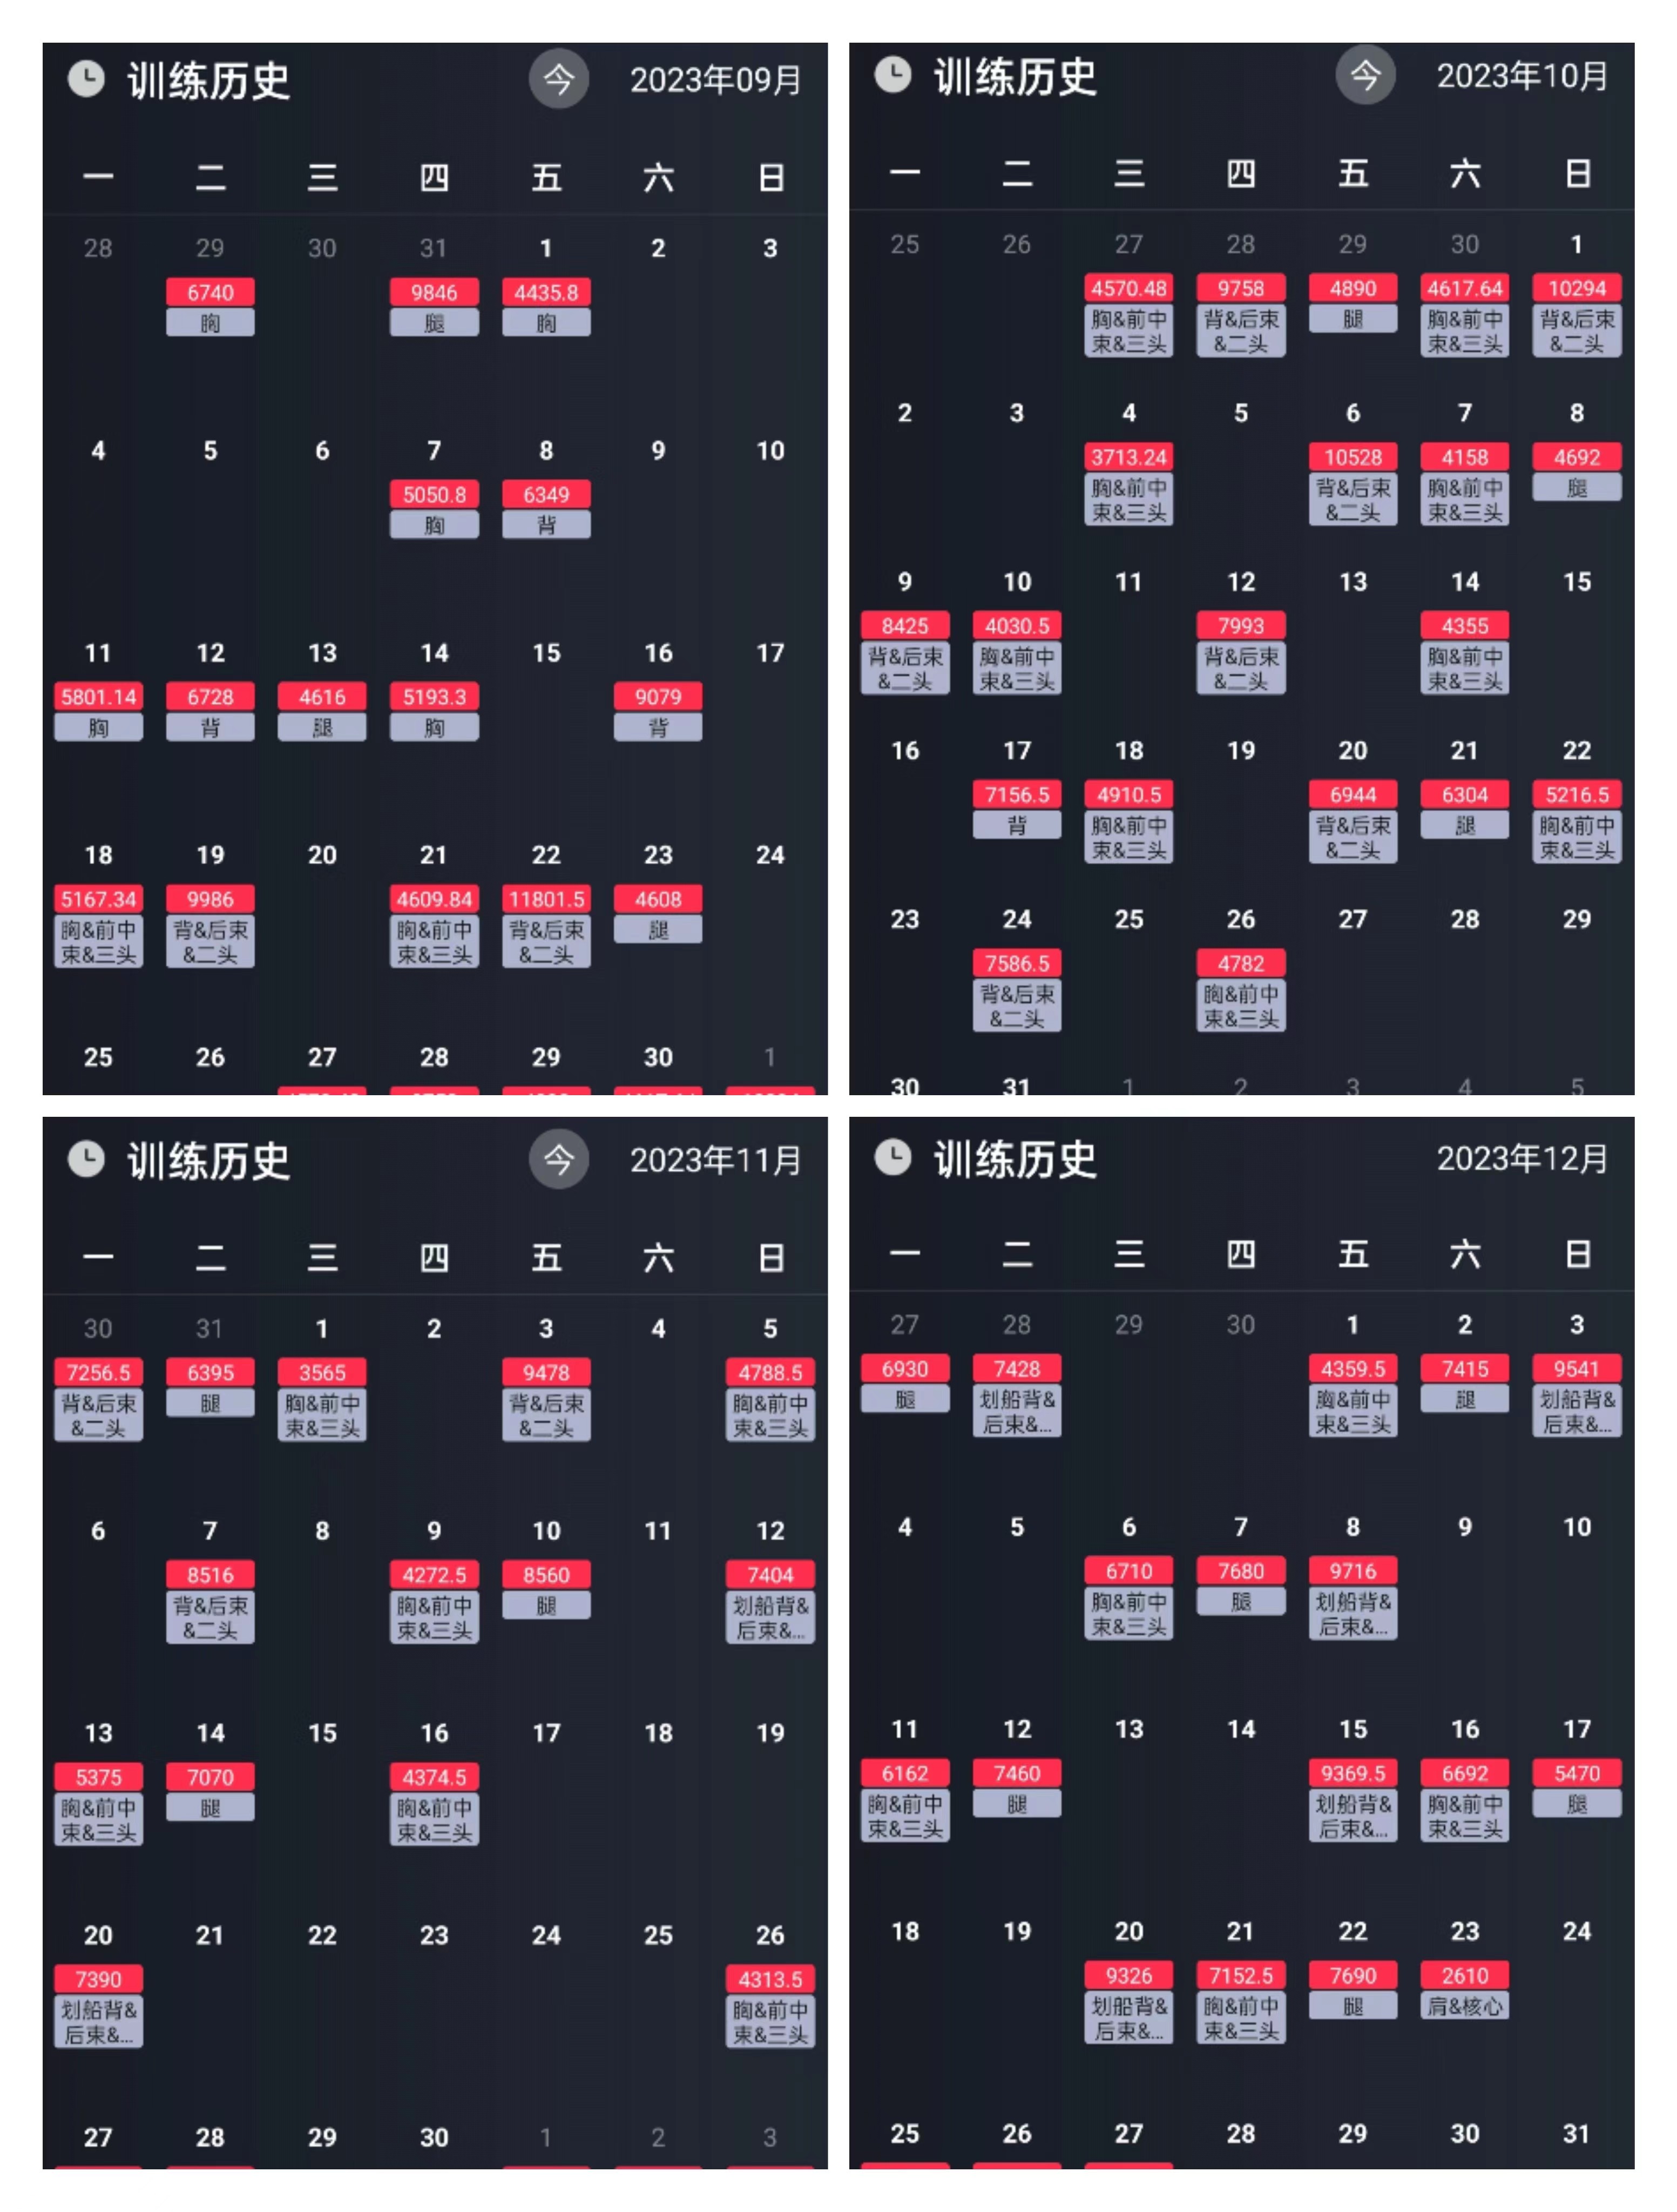 训练历史 今 2023年09月
一 二 三 四 五 六 日
28 29 30 31 1 2 3
6740 9846 4435.8
胸 腿 胸
4 5 6 7 8 9 10
5050.8 6349
胸 背
11 12 13 14 15 16 17
5801.14 6728 4616 5193.3 9079
胸 背 腿 胸 背
18 19 20 21 22 23 24
5167.34 9986 4609.84 11801.5 4608
胸&前中 背&后束 胸&前中 背&后束 腿
束&三头 &二头 束&三头 &二头
25 26 27 28 29 30 1
训练历史 今 2023年10月
一 二 三 四 五 六 日
25 26 27 28 29 30 1
4570.48 9758 4890 4617.64 10294
胸&前中 背&后束 腿 胸&前中 背&后束
束&三头 &二头 束&三头 &二头
2 3 4 5 6 7 8
3713.24 10528 4158 4692
胸&前中 背&后束 胸&前中 腿
束&三头 &二头 束&三头
9 10 11 12 13 14 15
8425 4030.5 7993 4355
背&后束 胸&前中 背&后束 胸&前中
&二头 束&三头 &二头 束&三头
16 17 18 19 20 21 22
7156.5 4910.5 6944 6304 5216.5
背 胸&前中 背&后束 腿 胸&前中
束&三头 &二头 束&三头
23 24 25 26 27 28 29
7586.5 4782
背&后束 胸&前中
&二头 束&三头
30 31 1 2 3 4 5
训练历史 今 2023年11月
一 二 三 四 五 六 日
30 31 1 2 3 4 5
7256.5 6395 3565 9478 4788.5
背&后束 腿 胸&前中 背&后束 胸&前中
&二头 束&三头 &二头 束&三头
6 7 8 9 10 11 12
8516 4272.5 8560 7404
背&后束 胸&前中 腿 划船背&
&二头 束&三头 后束&...
13 14 15 16 17 18 19
5375 7070 4374.5
胸&前中 腿 胸&前中
束&三头 束&三头
20 21 22 23 24 25 26
7390 4313.5
划船背& 胸&前中
后束&... 束&三头
27 28 29 30 1 2 3
训练历史 2023年12月
一 二 三 四 五 六 日
27 28 29 30 1 2 3
6930 7428 4359.5 7415 9541
腿 划船背& 胸&前中 腿 划船背&
后束&... 束&三头 后束&...
4 5 6 7 8 9 10
6710 7680 9716
胸&前中 腿 划船背&
束&三头 后束&...
11 12 13 14 15 16 17
6162 7460 9369.5 6692 5470
胸&前中 腿 划船背& 胸&前中 腿
束&三头 后束&... 束&三头
18 19 20 21 22 23 24
9326 7152.5 7690 2610
划船背& 胸&前中 腿 肩&核心
后束&... 束&三头
25 26 27 28 29 30 31